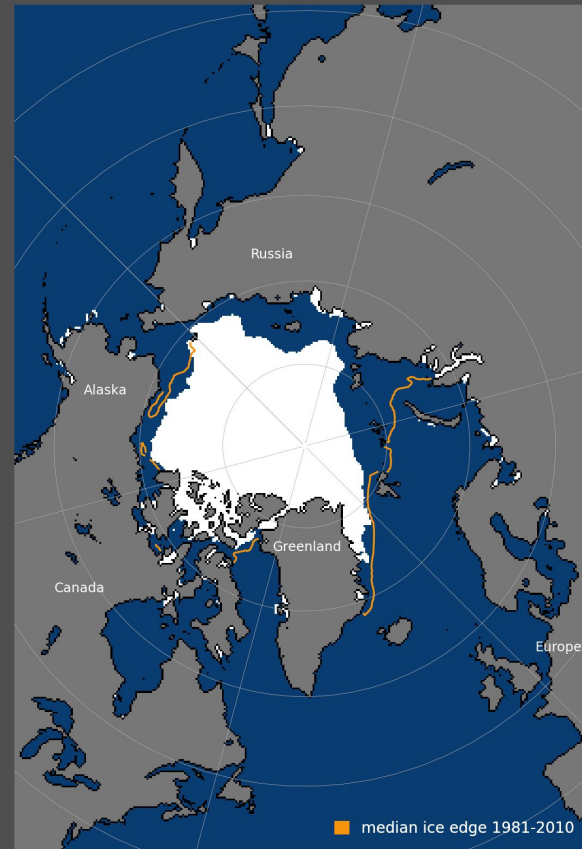 Russia
Alaska
Greenland
Canada
Europe
median ice edge 1981-2010